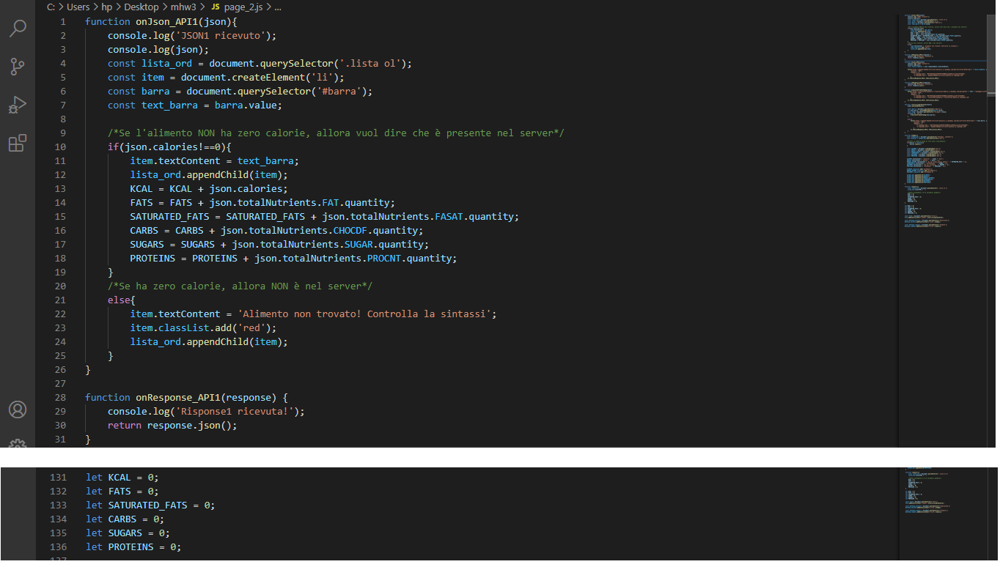 C: > Users > hp > Desktop > mhw3 > JS page_2.js > ...
1 function onJson_API1(json){
2     console.log('JSON1 ricevuto');
3     console.log(json);
4     const lista_ord = document.querySelector('.lista ol');
5     const item = document.createElement('li');
6     const barra = document.querySelector('#barra');
7     const text_barra = barra.value;
8
9     /*Se l'alimento NON ha zero calorie, allora vuol dire che è presente nel server*/
10     if(json.calories!==0){
11         item.textContent = text_barra;
12         lista_ord.appendChild(item);
13         KCAL = KCAL + json.calories;
14         FATS = FATS + json.totalNutrients.FAT.quantity;
15         SATURATED_FATS = SATURATED_FATS + json.totalNutrients.FASAT.quantity;
16         CARBS = CARBS + json.totalNutrients.CHOCDF.quantity;
17         SUGARS = SUGARS + json.totalNutrients.SUGAR.quantity;
18         PROTEINS = PROTEINS + json.totalNutrients.PROCNT.quantity;
19     }
20     /*Se ha zero calorie, allora NON è nel server*/
21     else{
22         item.textContent = 'Alimento non trovato! Controlla la sintassi';
23         item.classList.add('red');
24         lista_ord.appendChild(item);
25     }
26 }
27
28 function onResponse_API1(response) {
29     console.log('Risponse1 ricevuta!');
30     return response.json();
31 }
131 let KCAL = 0;
132 let FATS = 0;
133 let SATURATED_FATS = 0;
134 let CARBS = 0;
135 let SUGARS = 0;
136 let PROTEINS = 0;
137